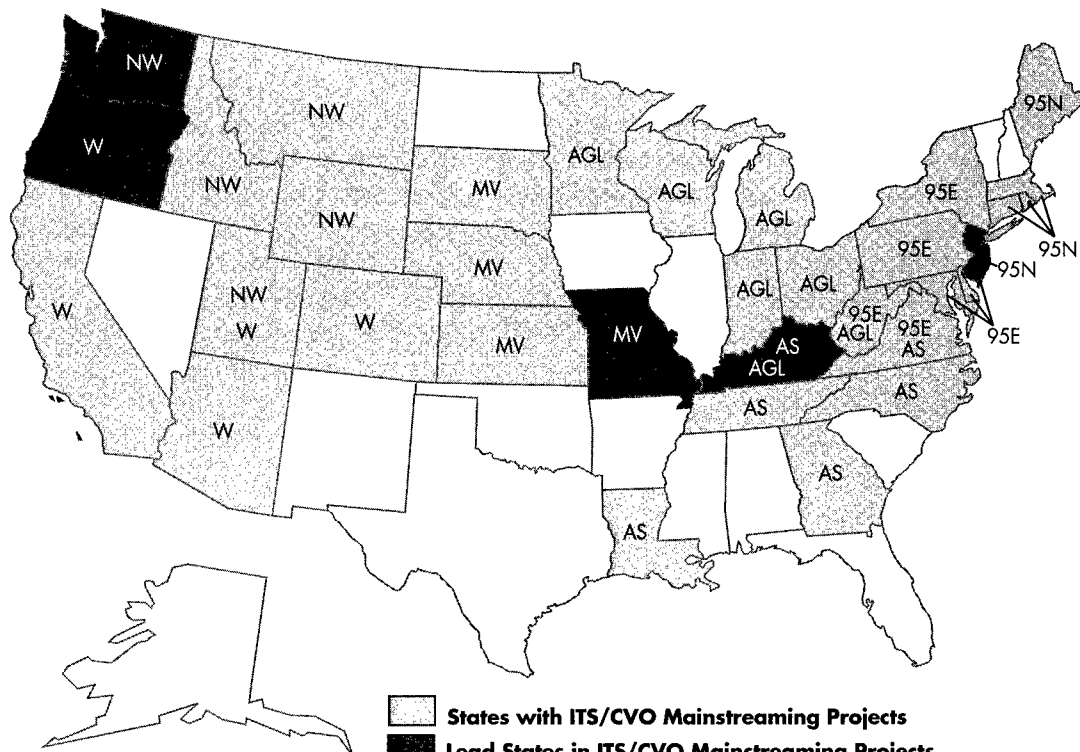 NW
NW
95N
W
AGL
NW
MV
AGL
95E
NW
AGL
95N
95E
MV
95N
NW
AGL
AGL
W
W
95E
W
MV
MV
AGL
95E
AS
95E
AS
AGL
AS
AS
W
AS
AS
States with ITS/CVO Mainstreaming Projects
Lead States in ITS/CVO Mainstreaming Projects